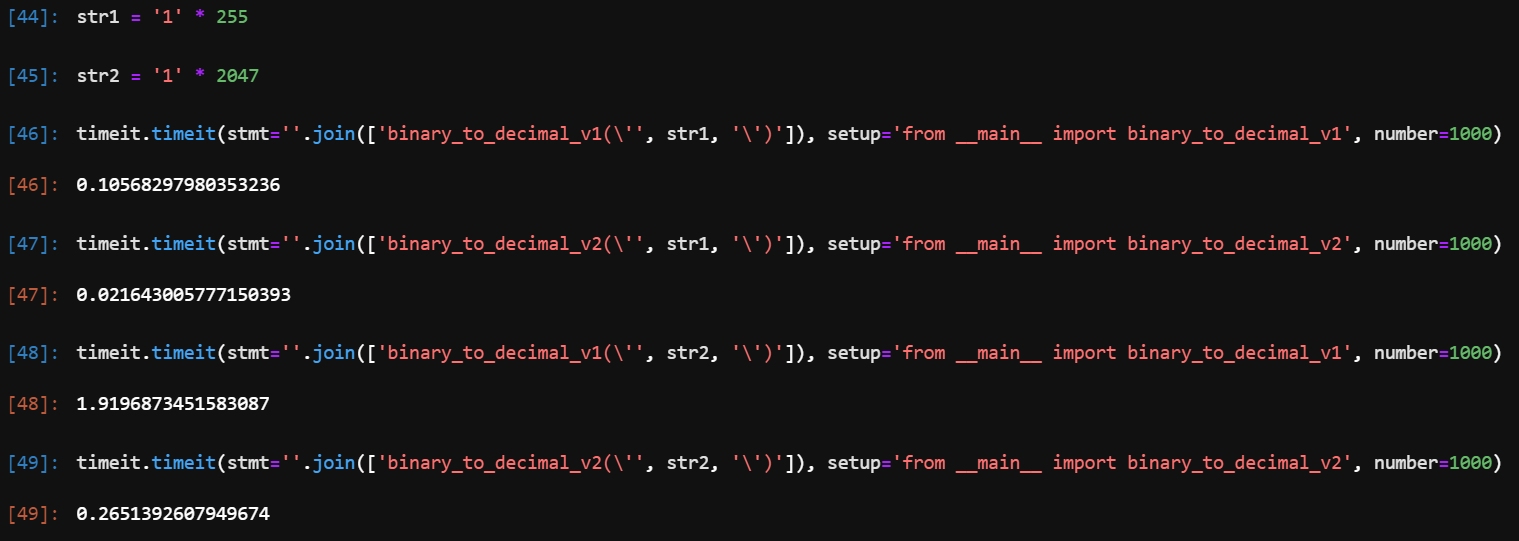 [44]: str1 = '1' * 255
[45]: str2 = '1' * 2047
[46]: timeit.timeit(stmt=''.join(['binary_to_decimal_v1(\'', str1, '\')']), setup='from __main__ import binary_to_decimal_v1', number=1000)
[46]: 0.10568297980353236
[47]: timeit.timeit(stmt=''.join(['binary_to_decimal_v2(\'', str1, '\')']), setup='from __main__ import binary_to_decimal_v2', number=1000)
[47]: 0.021643005777150393
[48]: timeit.timeit(stmt=''.join(['binary_to_decimal_v1(\'', str2, '\')']), setup='from __main__ import binary_to_decimal_v1', number=1000)
[48]: 1.9196873451583087
[49]: timeit.timeit(stmt=''.join(['binary_to_decimal_v2(\'', str2, '\')']), setup='from __main__ import binary_to_decimal_v2', number=1000)
[49]: 0.2651392607949674